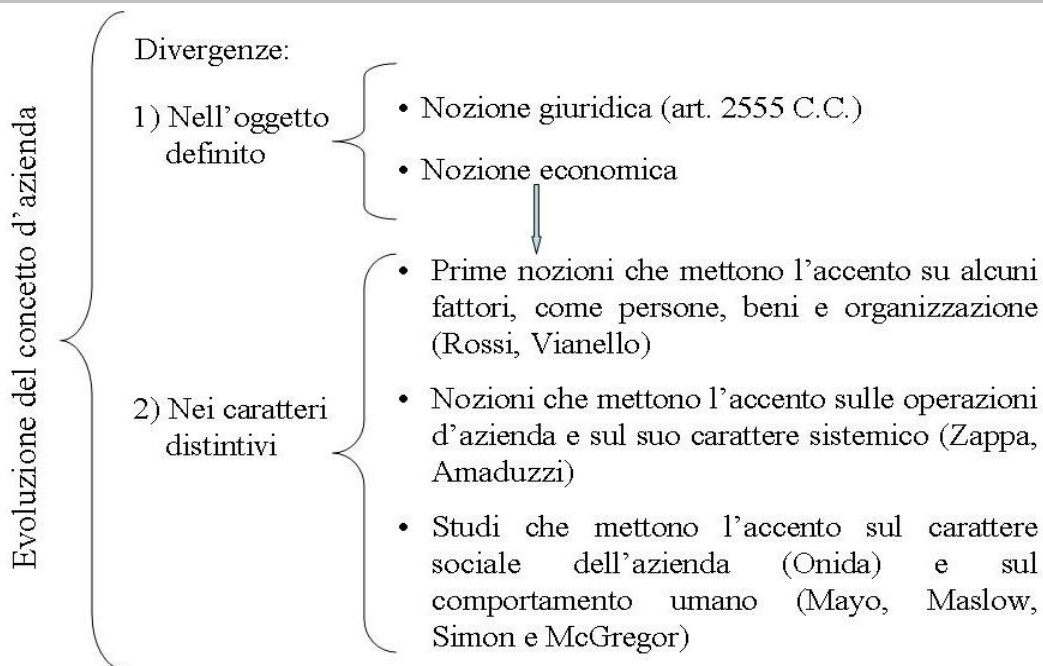 Evoluzione del concetto d'azienda
Divergenze:
1) Nell'oggetto
definito
• Nozione giuridica (art. 2555 C.C.)
• Nozione economica
2) Nei caratteri
distintivi
• Prime nozioni che mettono l'accento su alcuni
fattori, come persone, beni e organizzazione
(Rossi, Vianello)
• Nozioni che mettono l'accento sulle operazioni
d'azienda e sul suo carattere sistemico (Zappa,
Amaduzzi)
• Studi che mettono l'accento sul carattere
sociale dell'azienda (Onida) e sul
comportamento umano (Mayo, Maslow,
Simon e McGregor)